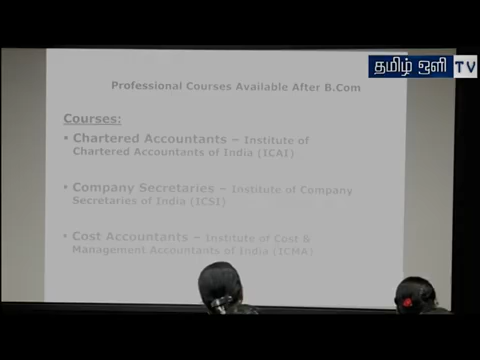 தமிழ் ஒளி TV
Professional Courses Available After B.Com
Courses:
• Chartered Accountants – Institute of
Chartered Accountants of India (ICAI)
• Company Secretaries – Institute of Company
Secretaries of India (ICSI)
• Cost Accountants – Institute of Cost &
Management Accountants of India (ICMA)